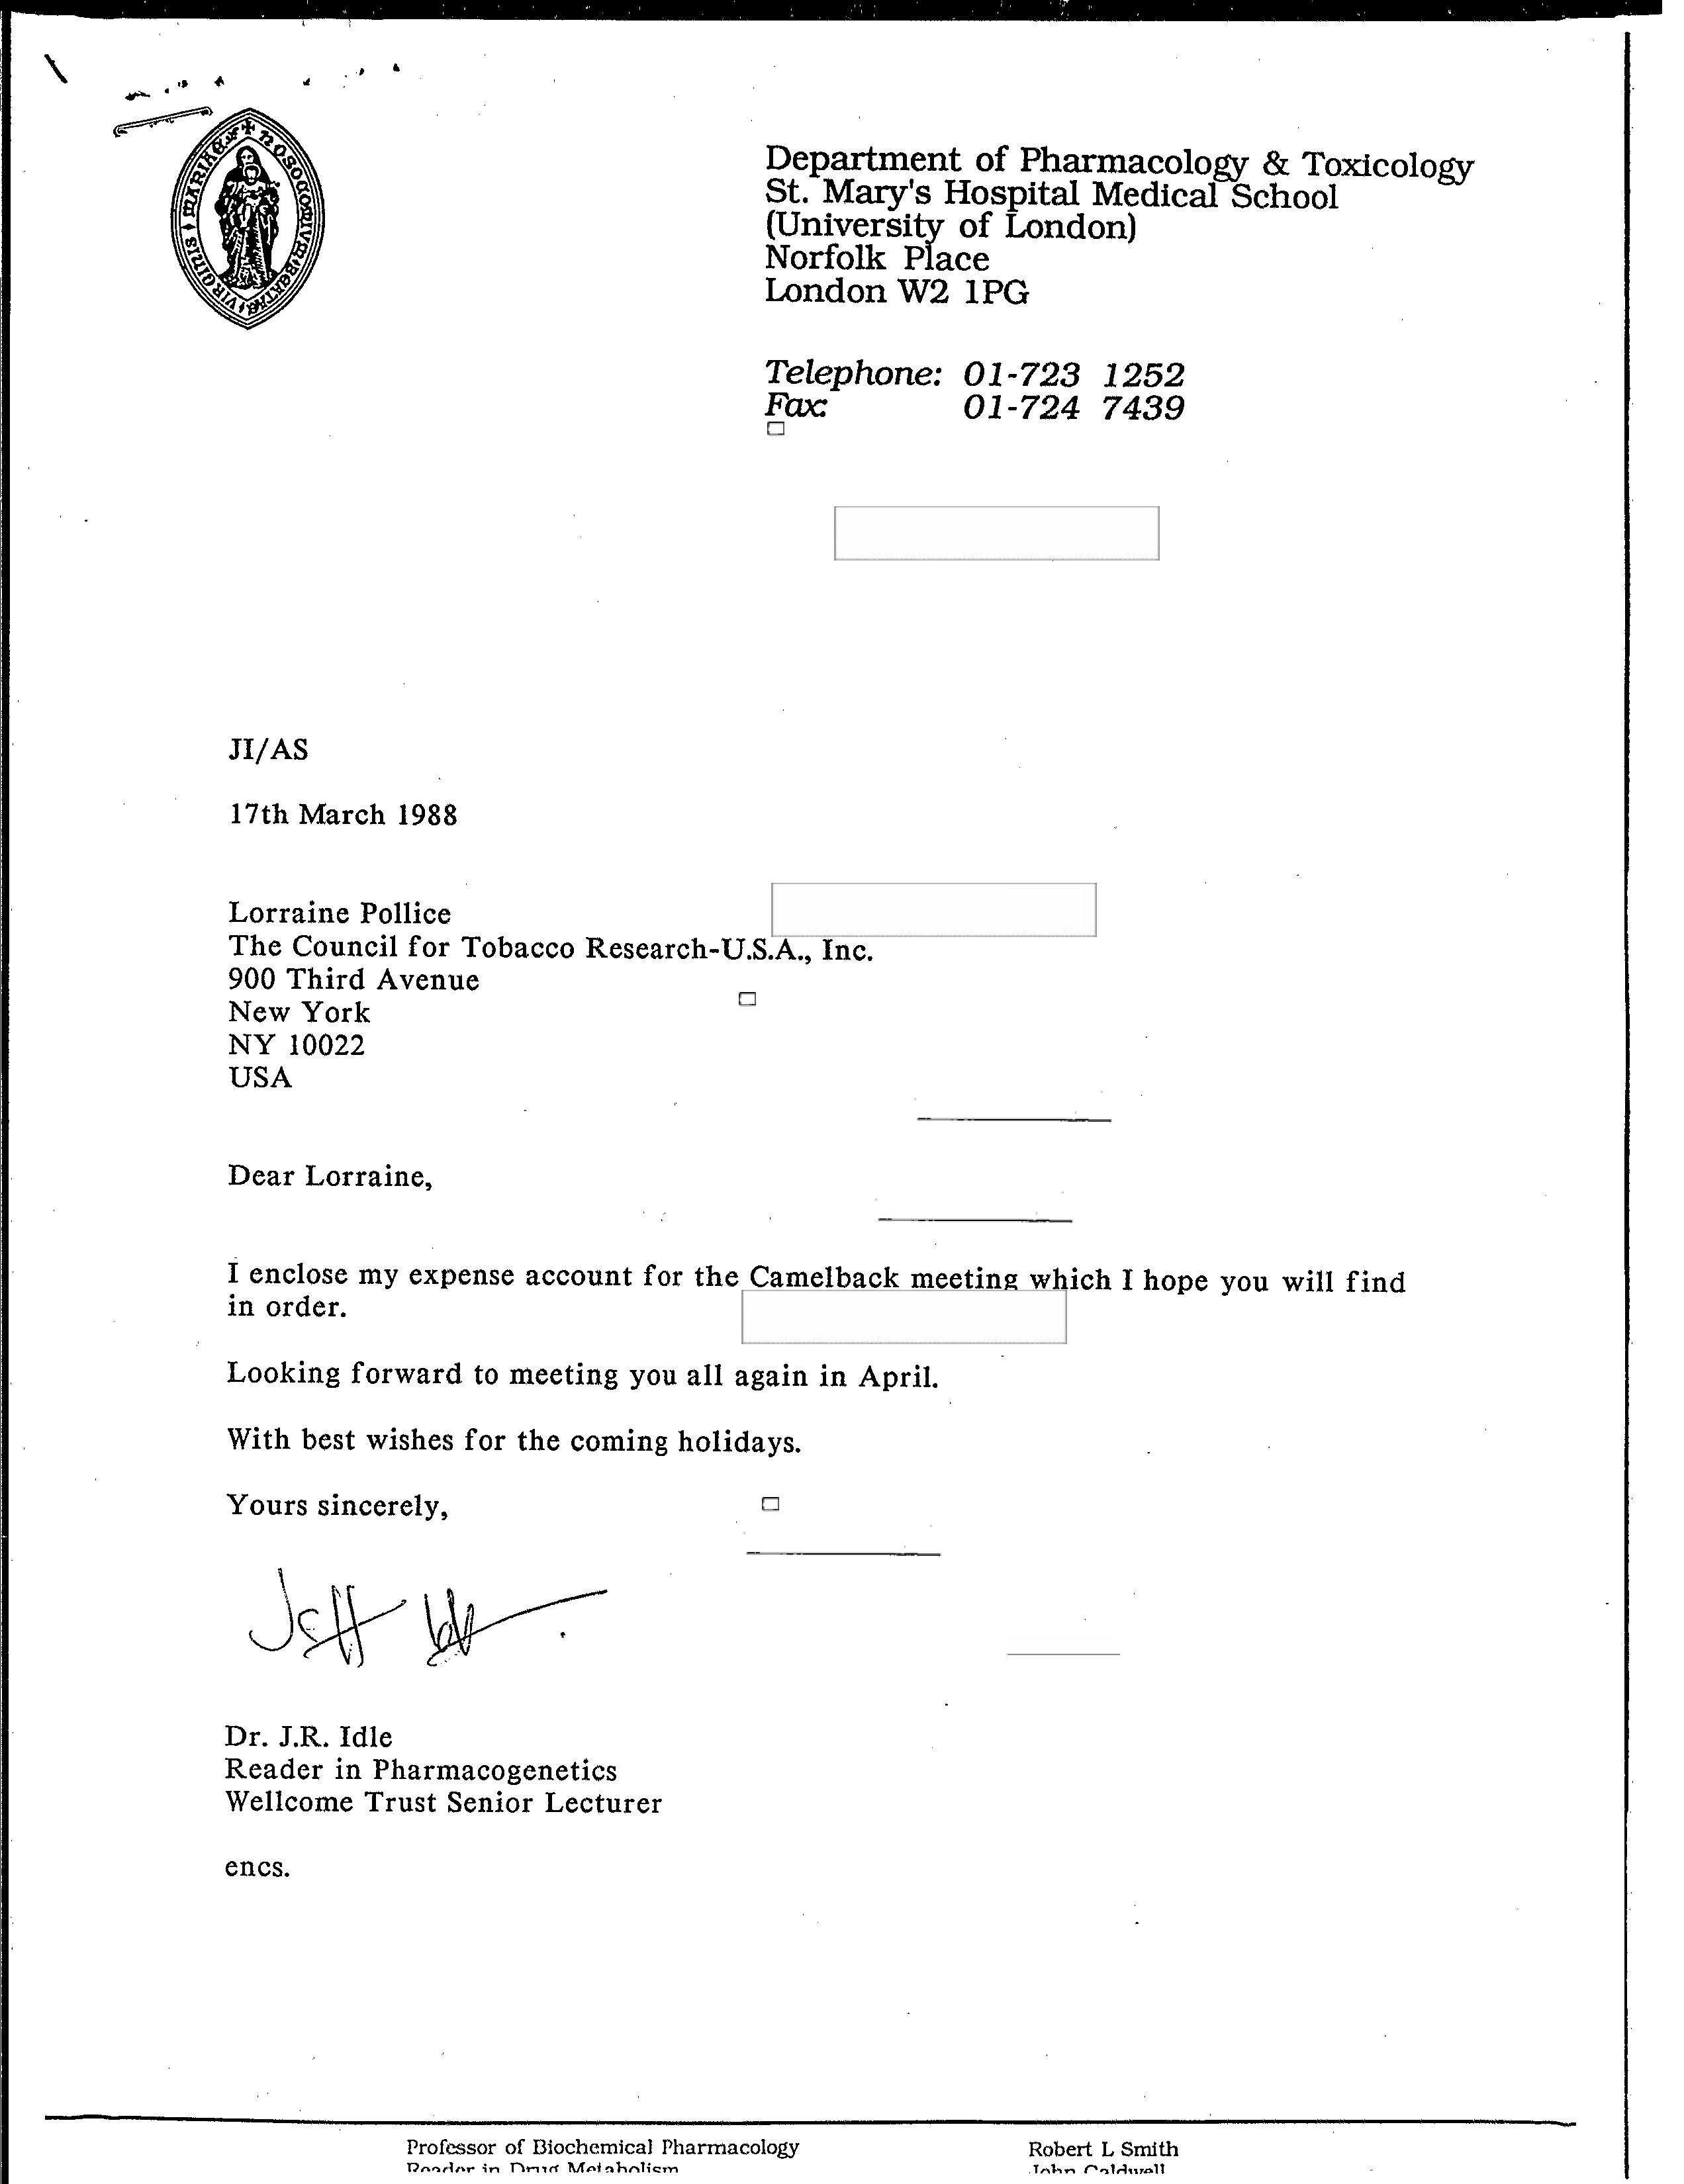 Department of Pharmacology & Toxicology
St. Mary's Hospital Medical School
(University of London)
Norfolk Place
London W2 1PG
Telephone: 01-723 1252
Fax: 01-724 7439
JI/AS
17th March 1988
Lorraine Pollice
The Council for Tobacco Research-U.S.A., Inc.
900 Third Avenue
New York
NY 10022
USA
Dear Lorraine,
I enclose my expense account for the Camelback meeting which I hope you will find
in order.
Looking forward to meeting you all again in April.
With best wishes for the coming holidays.
Yours sincerely,
Jeff Idle
Dr. J.R. Idle
Reader in Pharmacogenetics
Wellcome Trust Senior Lecturer
encs.
Professor of Biochemical Pharmacology Robert L Smith
Reader in Drug Metabolism John Caldwell